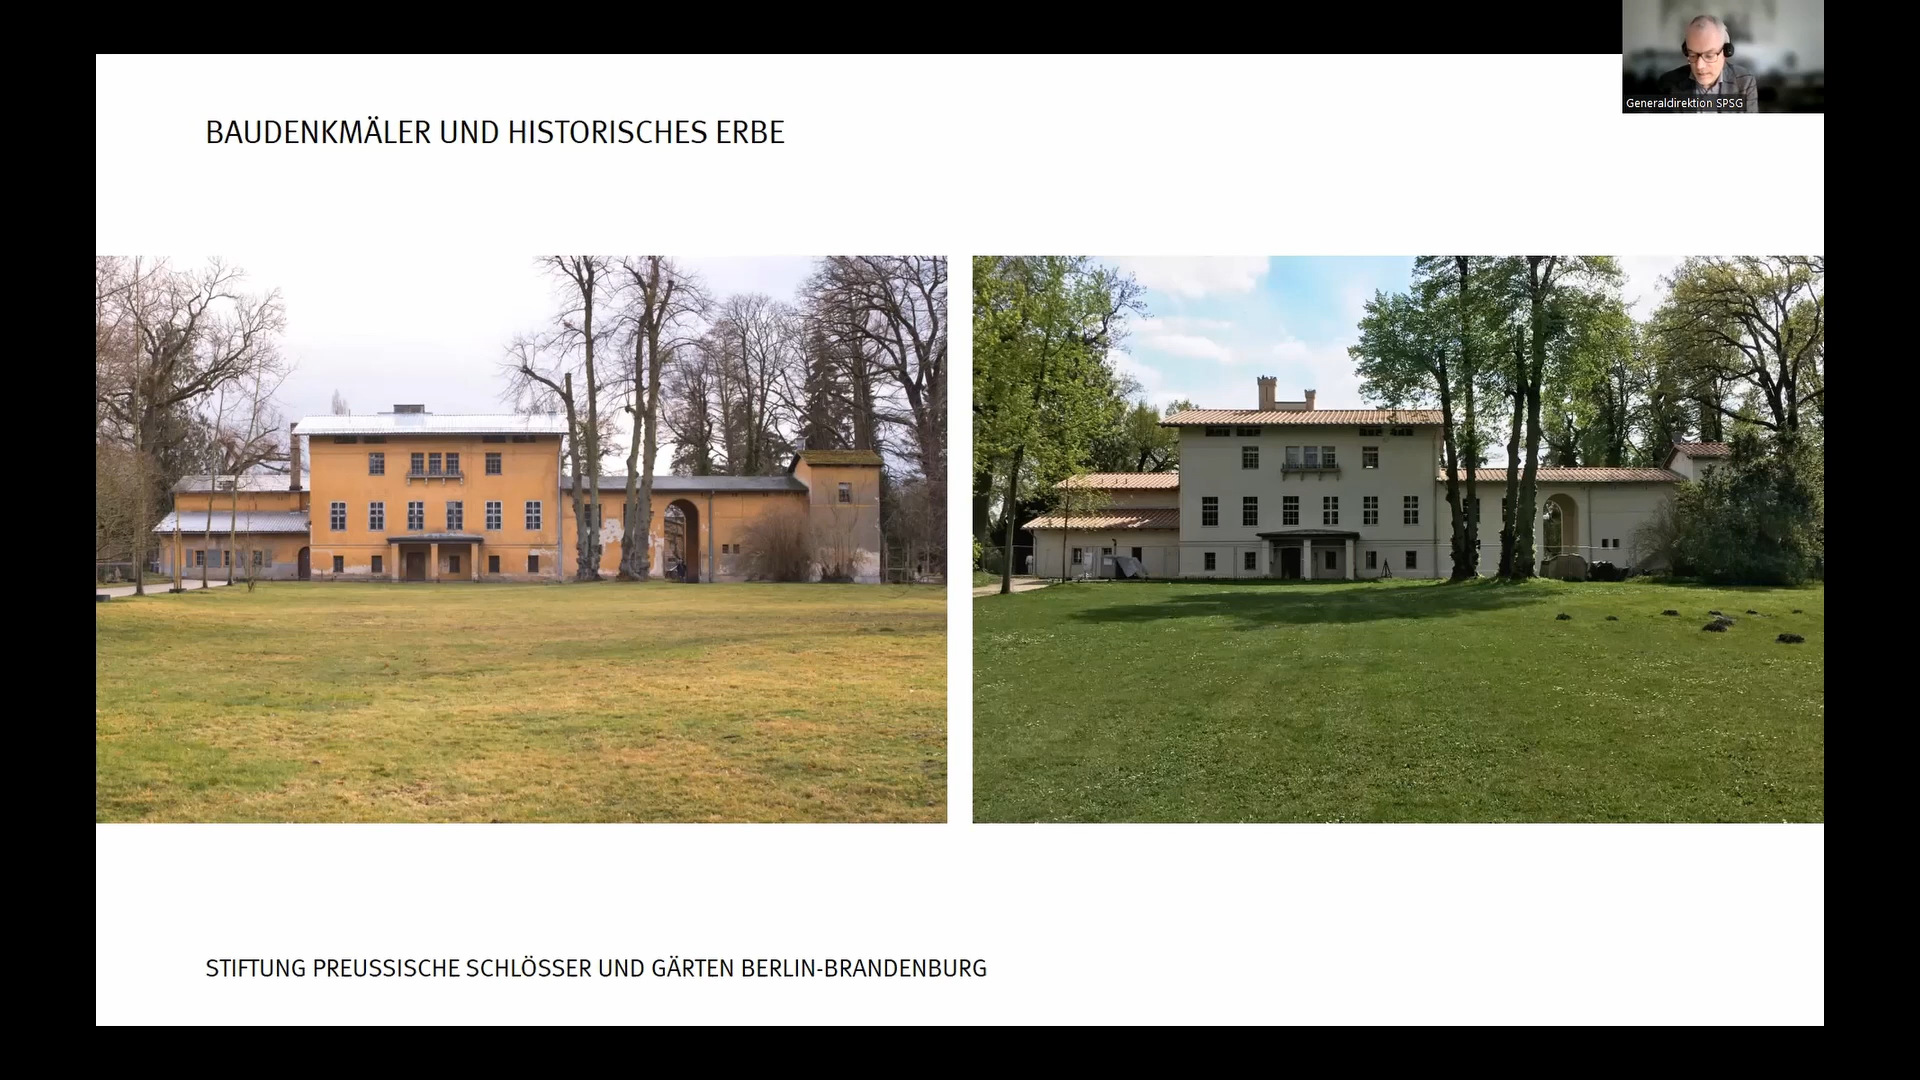 Generaldirektion SPSG
BAUDENKMÄLER UND HISTORISCHES ERBE
STIFTUNG PREUSSISCHE SCHLÖSSER UND GÄRTEN BERLIN-BRANDENBURG